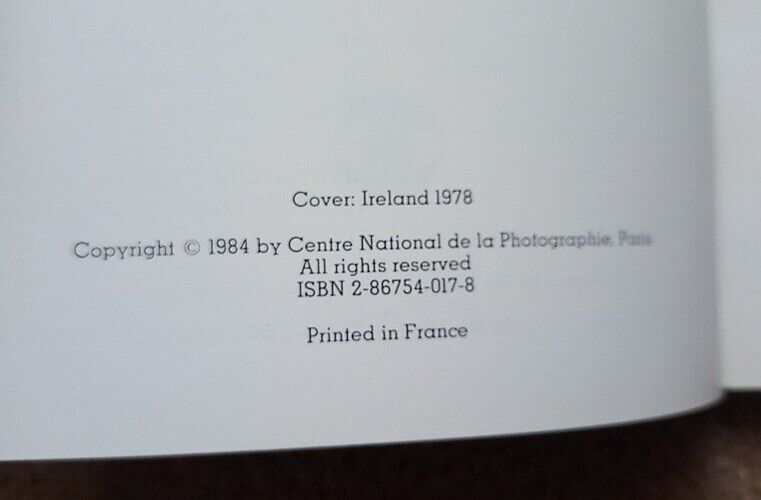 Cover: Ireland 1978
Copyright © 1984 by Centre National de la Photographie, Paris
All rights reserved
ISBN 2-86754-017-8
Printed in France